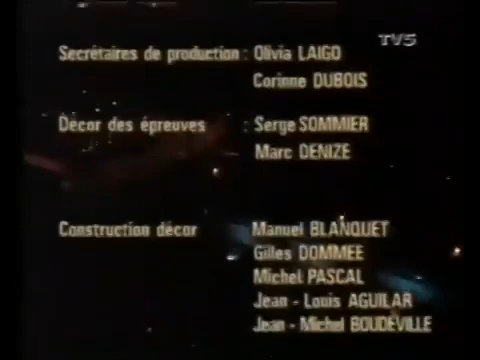 TV5
Secrétaires de production : Olivia LAIGO
Corinne DUBOIS
Décor des épreuves : Serge SOMMIER
Marc DENIZE
Construction décor Manuel BLANQUET
Gilles DOMMEE
Michel PASCAL
Jean - Louis AGUILAR
Jean - Michel BOUDEVILLE